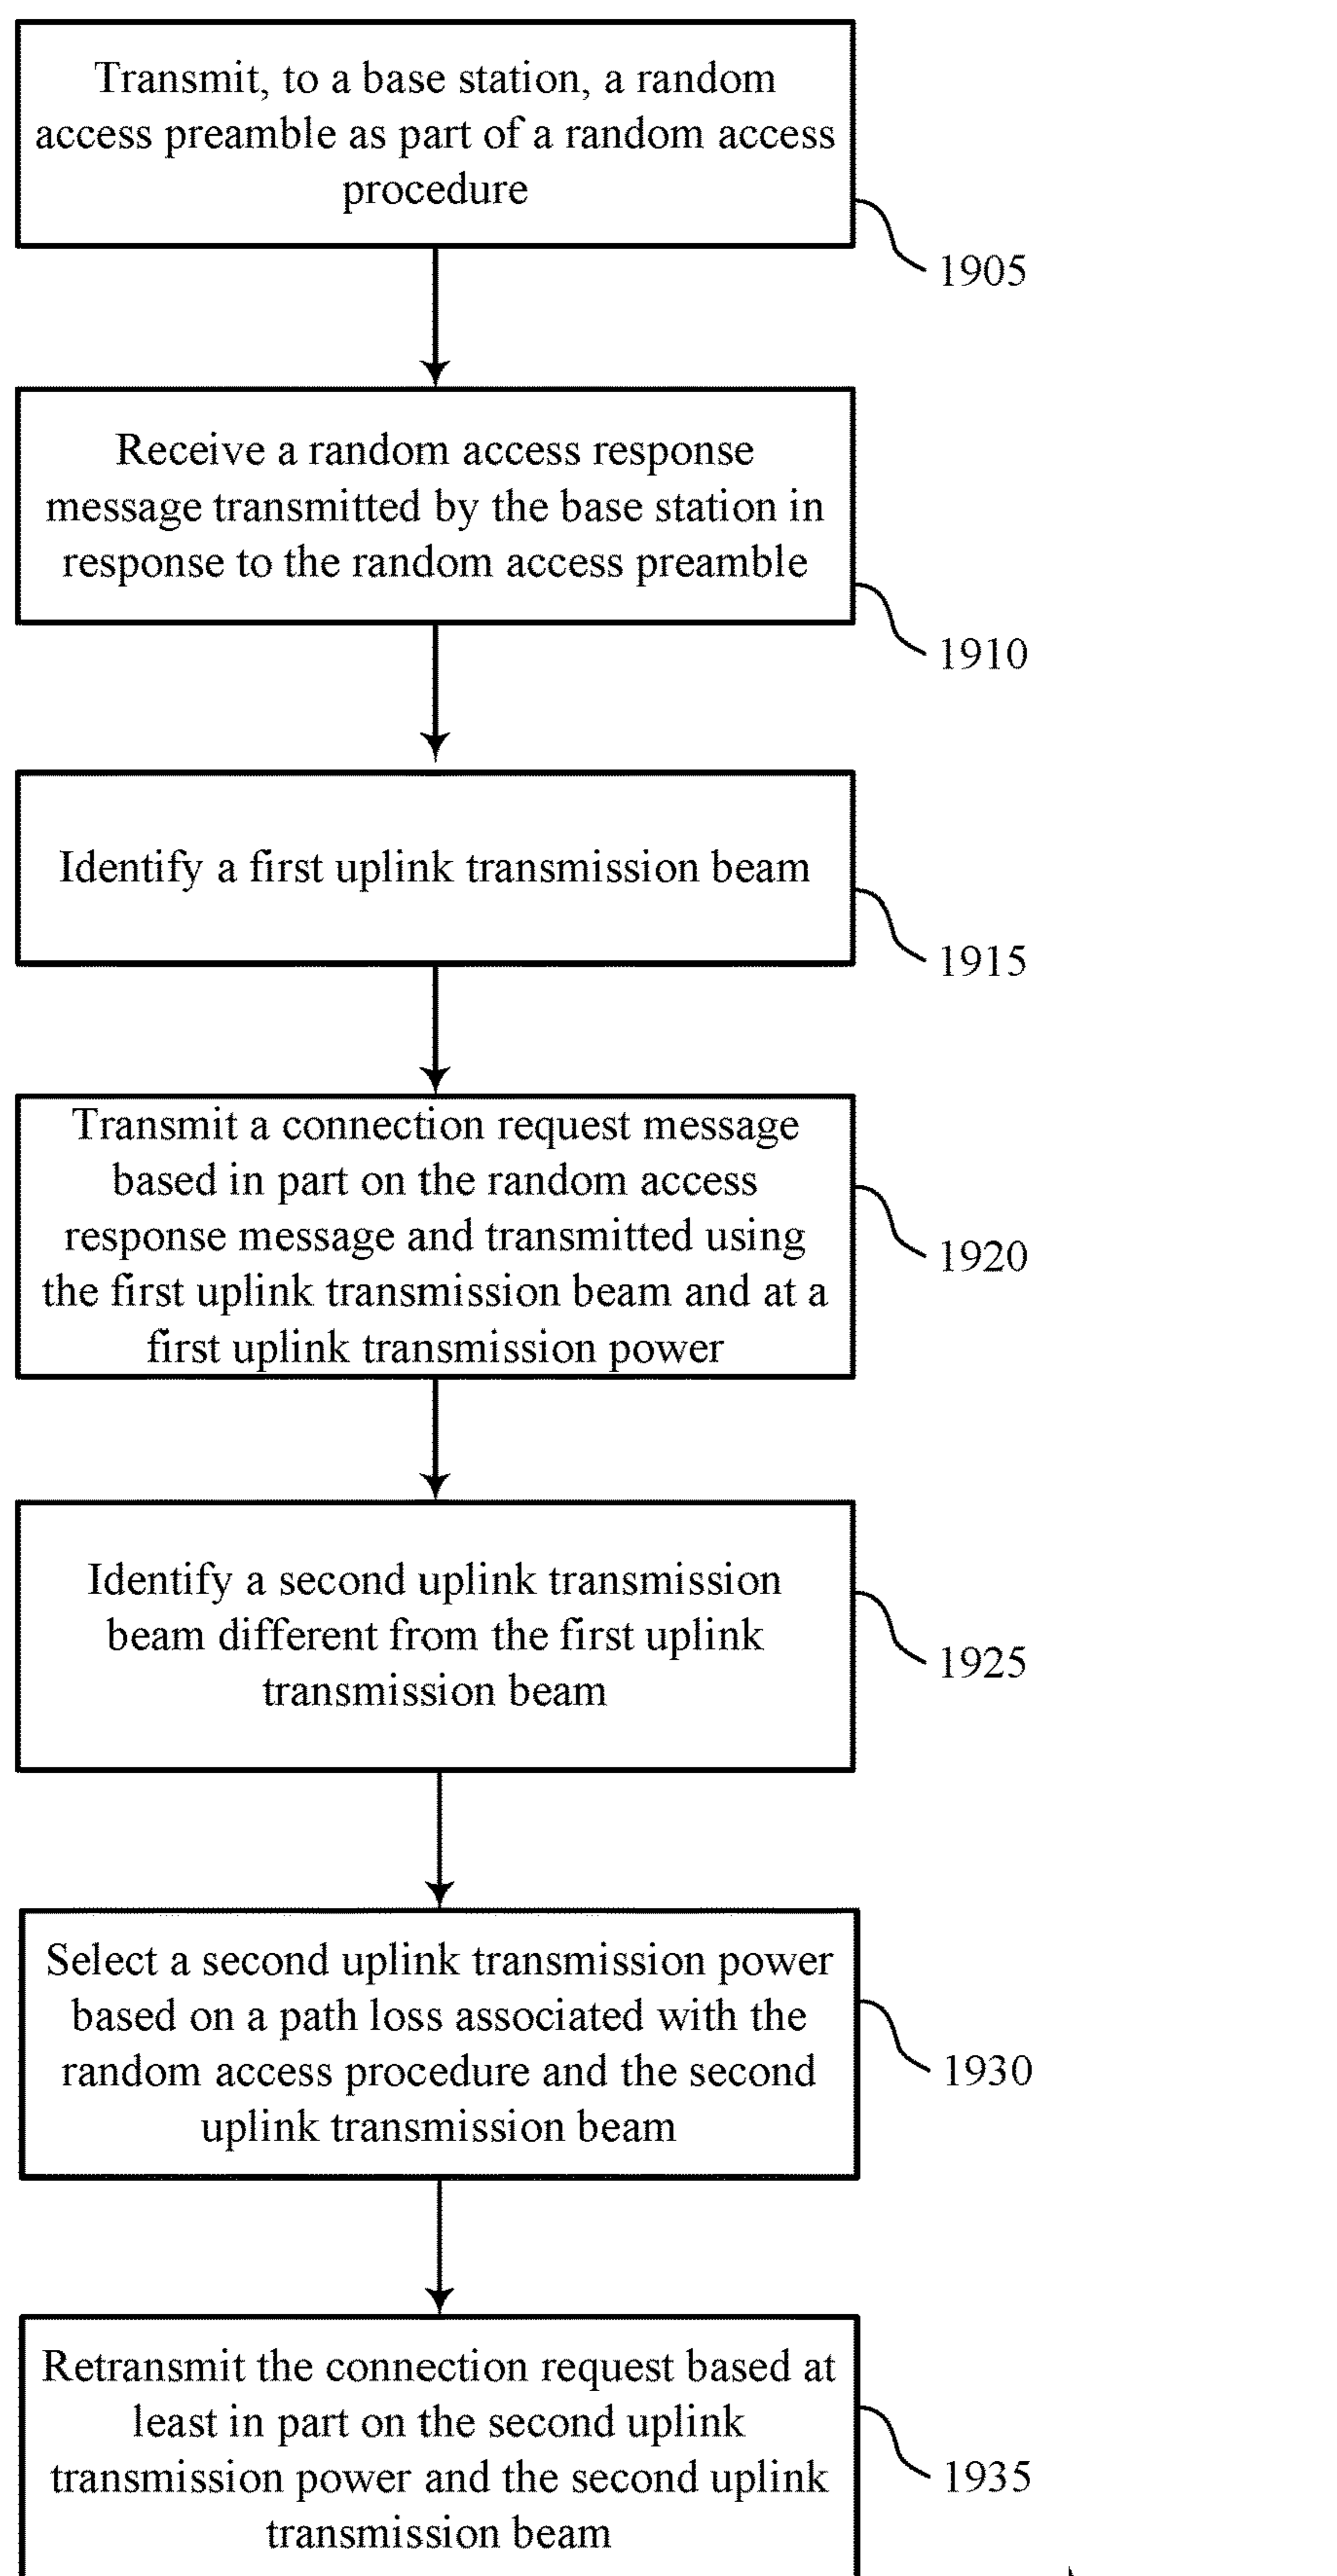 Transmit, to a base station, a random
access preamble as part of a random access
procedure
1905
Receive a random access response
message transmitted by the base station in
response to the random access preamble
1910
Identify a first uplink transmission beam
1915
Transmit a connection request message
based in part on the random access
response message and transmitted using
the first uplink transmission beam and at a
first uplink transmission power
1920
Identify a second uplink transmission
beam different from the first uplink
transmission beam
1925
Select a second uplink transmission power
based on a path loss associated with the
random access procedure and the second
uplink transmission beam
1930
Retransmit the connection request based at
least in part on the second uplink
transmission power and the second uplink
transmission beam
1935